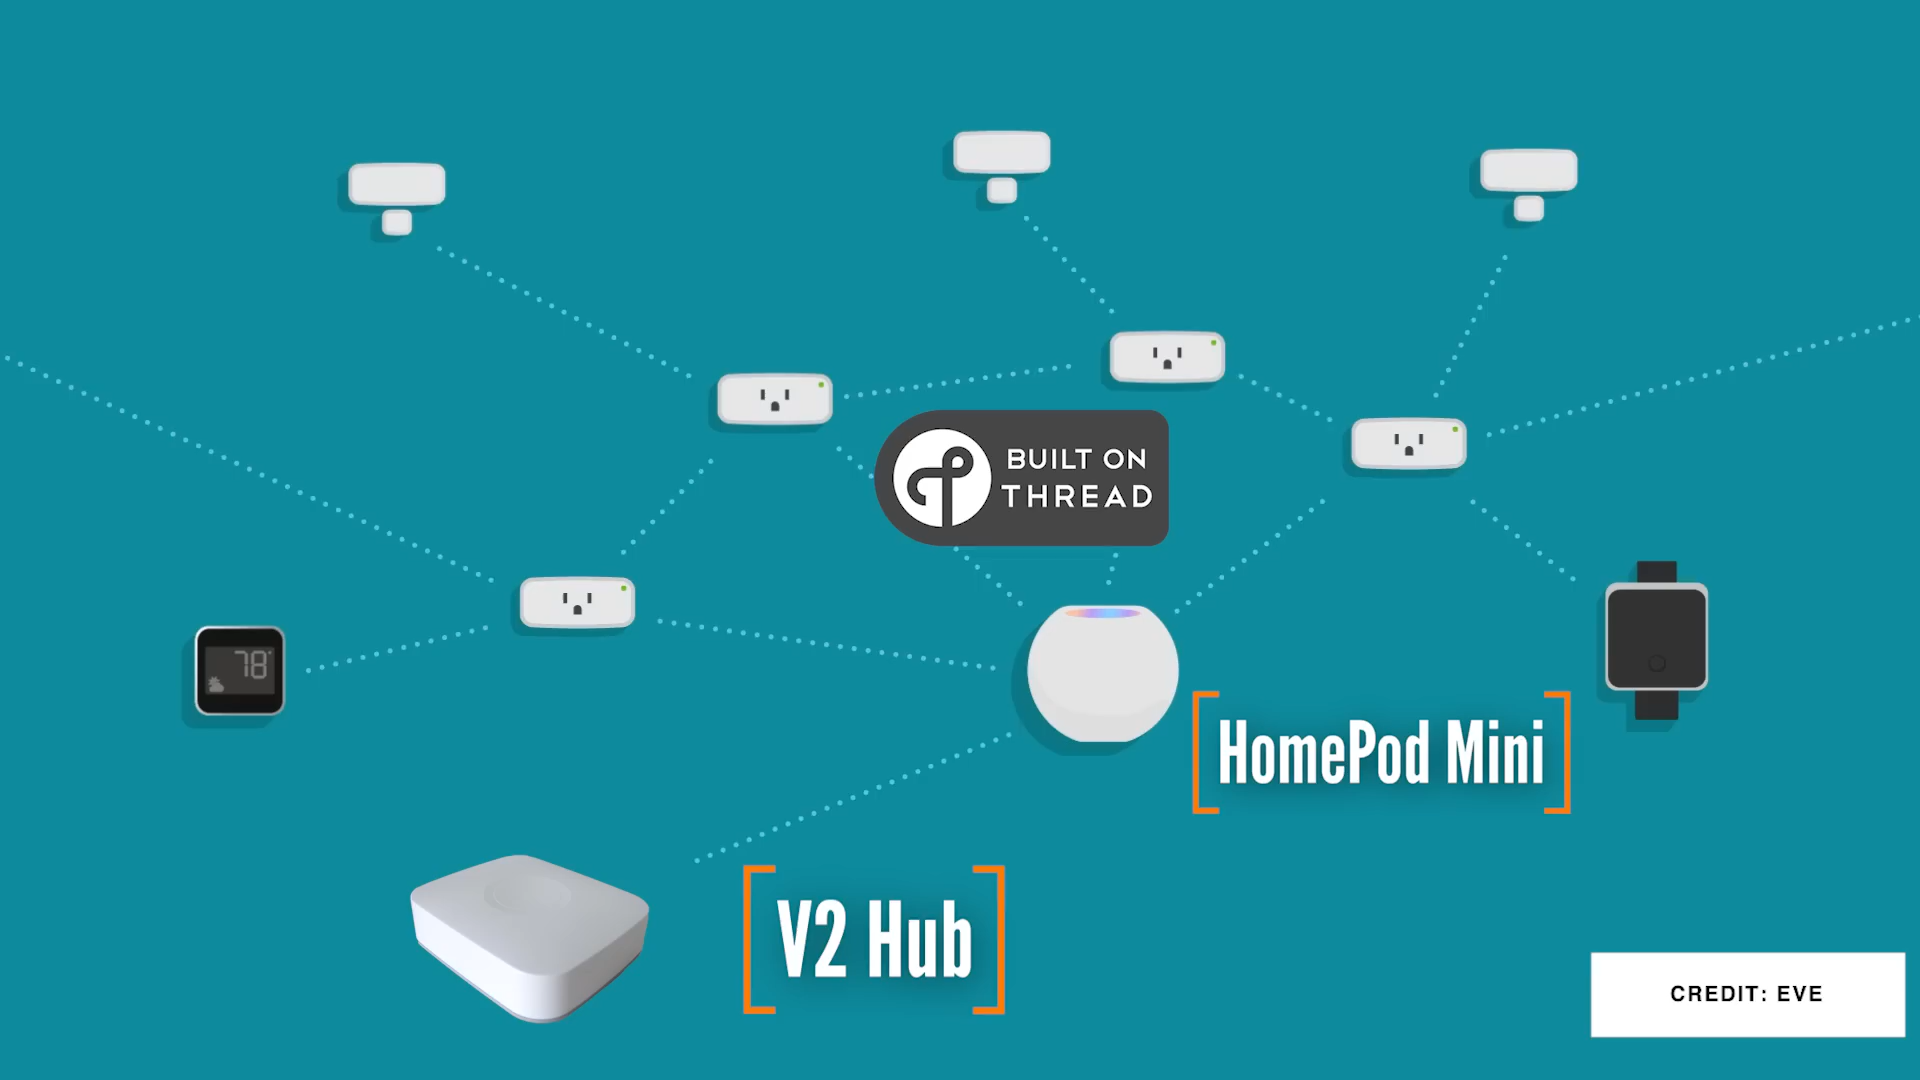 BUILT ON
THREAD
78°
HomePod Mini
V2 Hub
CREDIT: EVE